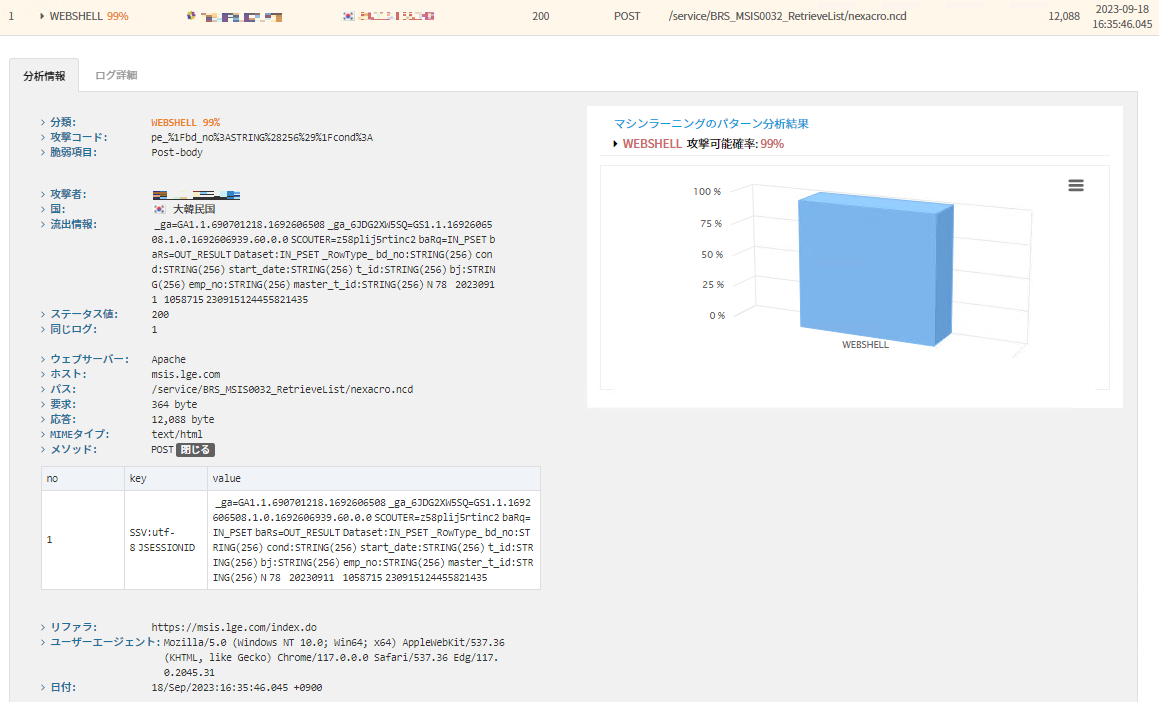 1 WEBSHELL 99% 200 POST /service/BRS_MSIS0032_RetrieveList/nexacro.ncd 12,088 2023-09-18
16:35:46.045
分析情報 ログ詳細
分類: WEBSHELL 99%
攻撃コード: pe_%1Fbd_no%3ASTRING%28256%29%1Fcond%3A
脆弱項目: Post-body
攻撃者:
国: 大韓民国
流出情報: _ga=GA1.1.690701218.1692606508 _ga_6JDG2XW5SQ=GS1.1.16926065
08.1.0.1692606939.60.0.0 SCOUTER=z58plij5rtinc2 baRq=IN_PSET b
aRs=OUT_RESULT Dataset:IN_PSET _RowType_ bd_no:STRING(256) con
d:STRING(256) start_date:STRING(256) t_id:STRING(256) bj:STRIN
G(256) emp_no:STRING(256) master_t_id:STRING(256) N 78 2023091
1 1058715 230915124455821435
ステータス値: 200
同じログ: 1
ウェブサーバー: Apache
ホスト: msis.lge.com
パス: /service/BRS_MSIS0032_RetrieveList/nexacro.ncd
要求: 364 byte
応答: 12,088 byte
MIMEタイプ: text/html
メソッド: POST 閉じる
no key value
1 SSV:utf-8 JSESSIONID _ga=GA1.1.690701218.1692606508 _ga_6JDG2XW5SQ=GS1.1.1692
606508.1.0.1692606939.60.0.0 SCOUTER=z58plij5rtinc2 baRq=
IN_PSET baRs=OUT_RESULT Dataset:IN_PSET _RowType_ bd_no:ST
RING(256) cond:STRING(256) start_date:STRING(256) t_id:STR
ING(256) bj:STRING(256) emp_no:STRING(256) master_t_id:STR
ING(256) N 78 20230911 1058715 230915124455821435
リファラ: https://msis.lge.com/index.do
ユーザーエージェント: Mozilla/5.0 (Windows NT 10.0; Win64; x64) AppleWebKit/537.36
(KHTML, like Gecko) Chrome/117.0.0.0 Safari/537.36 Edg/117.
0.2045.31
日付: 18/Sep/2023:16:35:46.045 +0900
マシンラーニングのパターン分析結果
WEBSHELL 攻撃可能確率: 99%
100 %
75 %
50 %
25 %
0 %
WEBSHELL